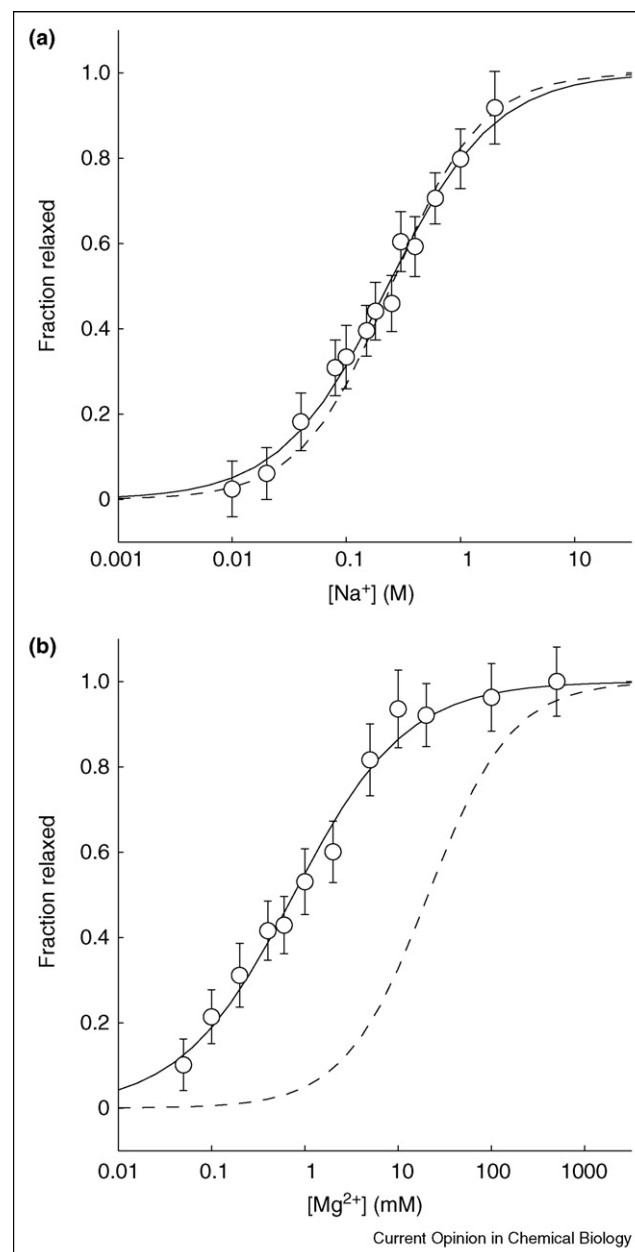 (a)
1.0
0.8
0.6
0.4
0.2
0
Fraction relaxed
0.001 0.01 0.1 1 10
[Na⁺] (M)
(b)
1.0
0.8
0.6
0.4
0.2
0
Fraction relaxed
0.01 0.1 1 10 100 1000
[Mg²⁺] (mM)
Current Opinion in Chemical Biology